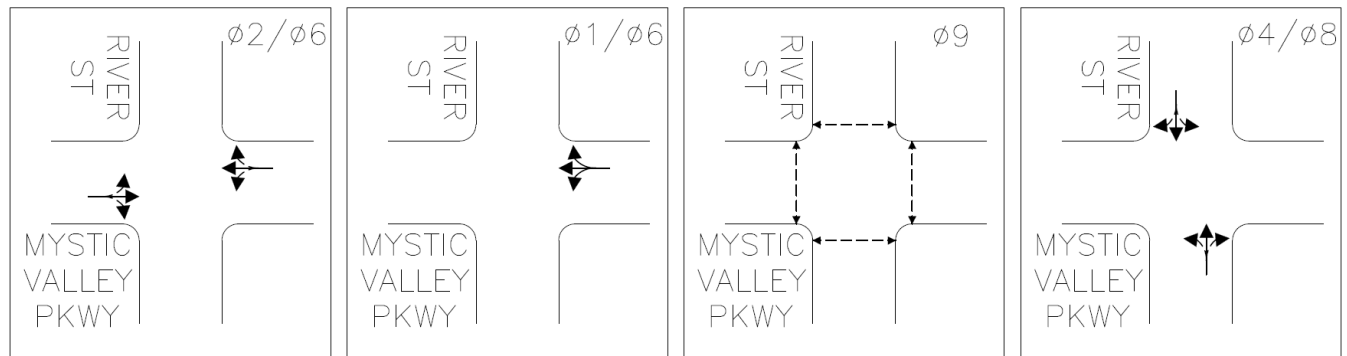 ø2/ø6
RIVER
ST
MYSTIC
VALLEY
PKWY
ø1/ø6
RIVER
ST
MYSTIC
VALLEY
PKWY
ø9
RIVER
ST
MYSTIC
VALLEY
PKWY
ø4/ø8
RIVER
ST
MYSTIC
VALLEY
PKWY